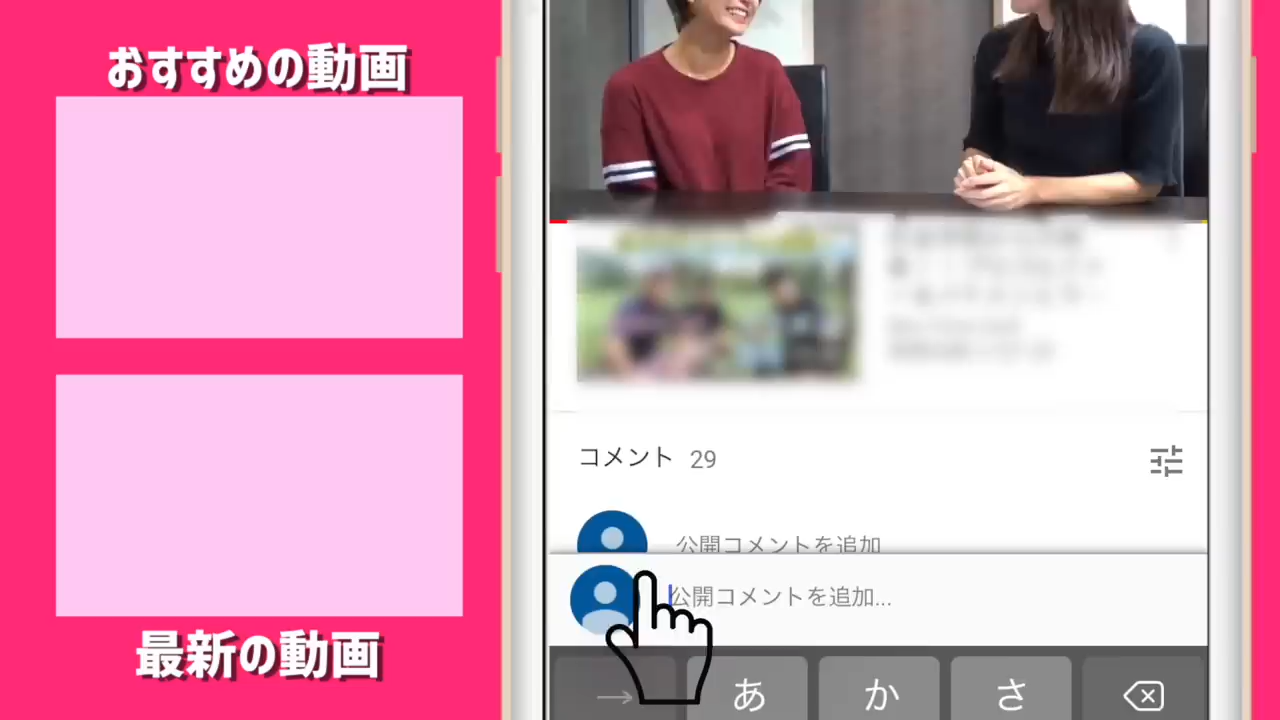 おすすめの動画
最新の動画
コメント 29
公開コメントを追加
公開コメントを追加...
→ あ か さ